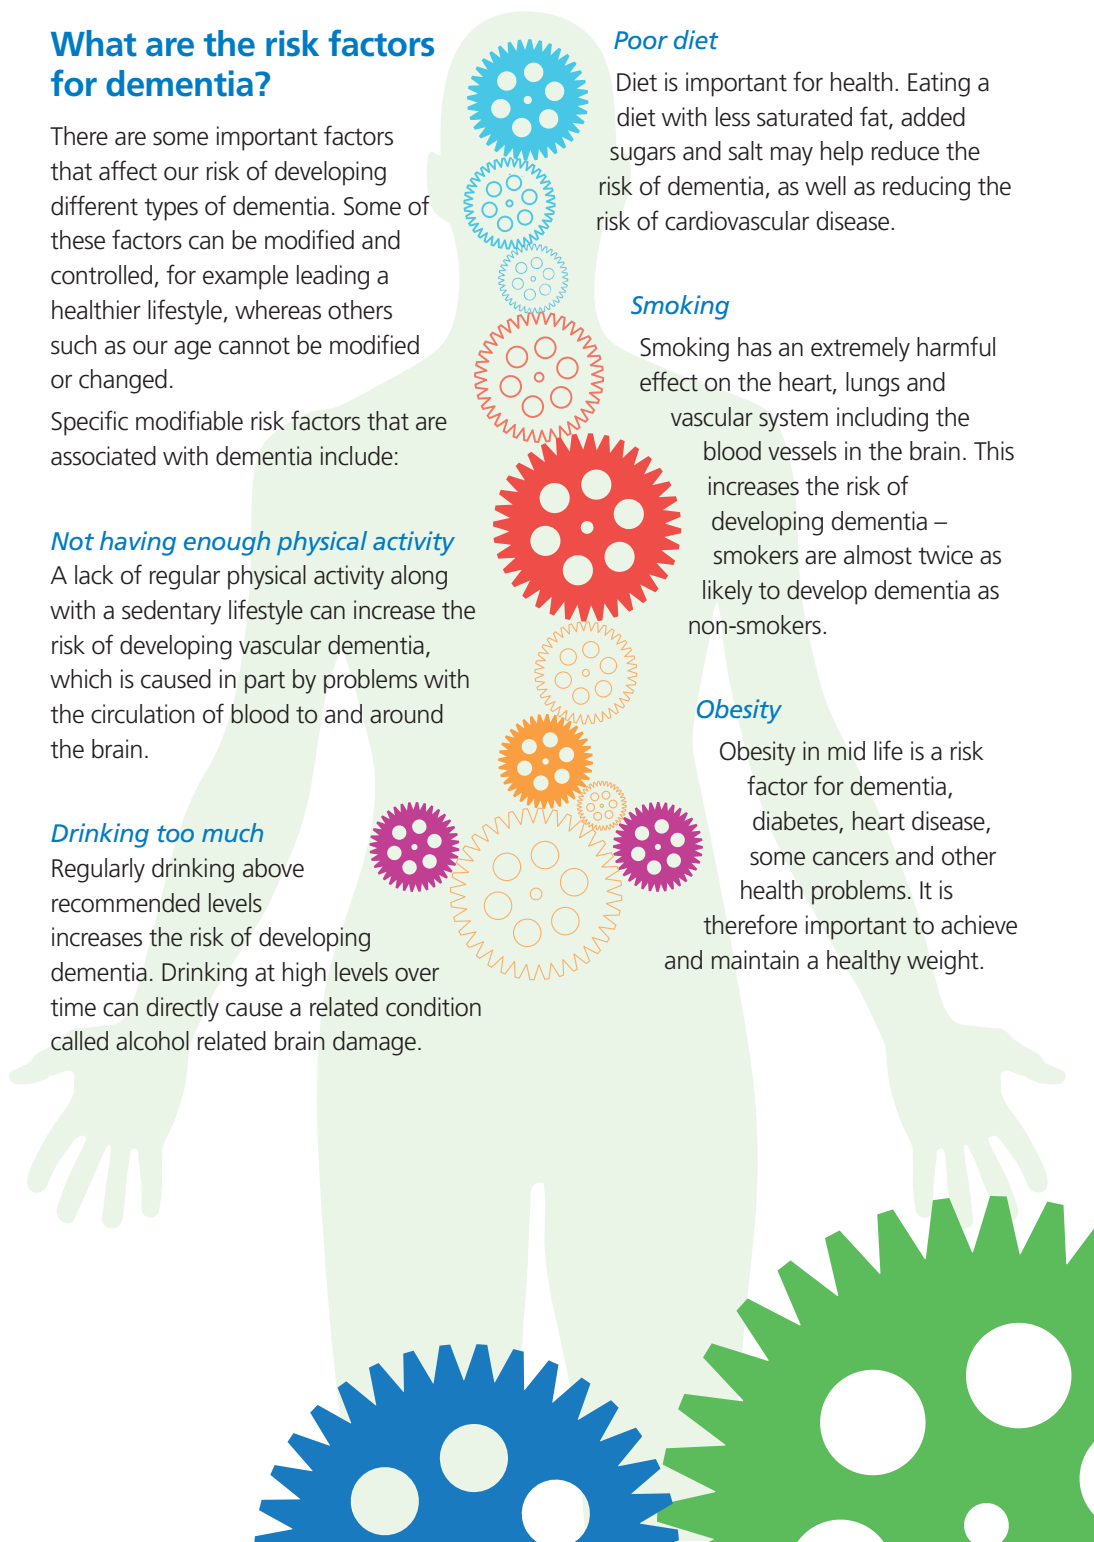 What are the risk factors
for dementia?
There are some important factors
that affect our risk of developing
different types of dementia. Some of
these factors can be modified and
controlled, for example leading a
healthier lifestyle, whereas others
such as our age cannot be modified
or changed.
Specific modifiable risk factors that are
associated with dementia include:
Not having enough physical activity
A lack of regular physical activity along
with a sedentary lifestyle can increase the
risk of developing vascular dementia,
which is caused in part by problems with
the circulation of blood to and around
the brain.
Drinking too much
Regularly drinking above
recommended levels
increases the risk of developing
dementia. Drinking at high levels over
time can directly cause a related condition
called alcohol related brain damage.
Poor diet
Diet is important for health. Eating a
diet with less saturated fat, added
sugars and salt may help reduce the
risk of dementia, as well as reducing the
risk of cardiovascular disease.
Smoking
Smoking has an extremely harmful
effect on the heart, lungs and
vascular system including the
blood vessels in the brain. This
increases the risk of
developing dementia –
smokers are almost twice as
likely to develop dementia as
non-smokers.
Obesity
Obesity in mid life is a risk
factor for dementia,
diabetes, heart disease,
some cancers and other
health problems. It is
therefore important to achieve
and maintain a healthy weight.